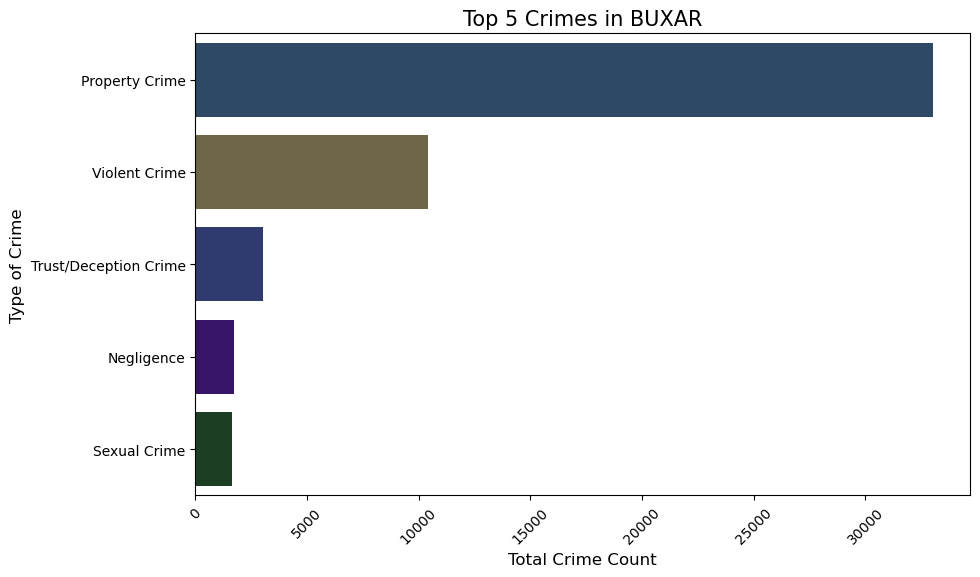 Top 5 Crimes in BUXAR
Type of Crime
Property Crime
Violent Crime
Trust/Deception Crime
Negligence
Sexual Crime
0 5000 10000 15000 20000 25000 30000
Total Crime Count